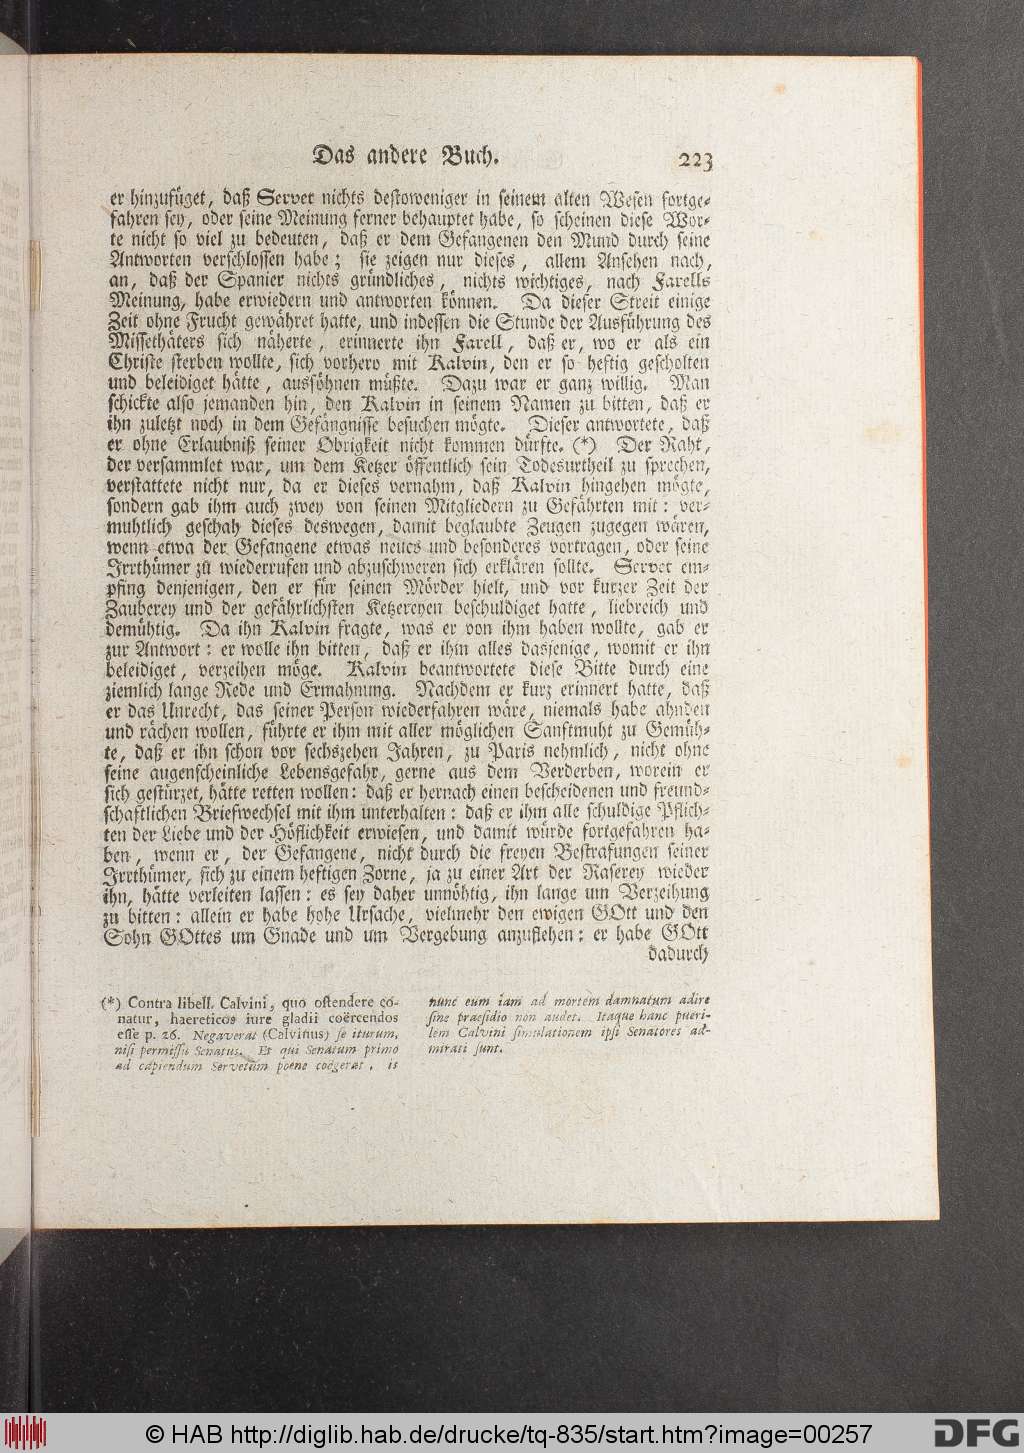 Das andere Buch. 223
er hinzufüget, daß Servet nichts destoweniger in seinem alten Wesen fortge-
fahren sey, oder seine Meinung ferner behauptet habe, so scheinen diese Wor-
te nicht so viel zu bedeuten, daß er dem Gefangenen den Mund durch seine
Antworten verschlossen habe; sie zeigen nur dieses, allem Ansehen nach,
an, daß der Spanier nichts gründliches, nichts wichtiges, nach Farells
Meinung, habe erwiedern und antworten können. Da dieser Streit einige
Zeit ohne Frucht gewähret hatte, und indessen die Stunde der Ausführung des
Missethäters sich näherte, erinnerte ihn Farell, daß er, wo er als ein
Christe sterben wollte, sich vorhero mit Kalvin, den er so heftig gescholten
und beleidiget hätte, aussöhnen müßte. Dazu war er ganz willig. Man
schickte also jemanden hin, den Kalvin in seinem Namen zu bitten, daß er
ihn zuletzt noch in dem Gefängnisse besuchen mögte. Dieser antwortete, daß
er ohne Erlaubniß seiner Obrigkeit nicht kommen dürfte. (*) Der Raht,
der versammlet war, um dem Ketzer öffentlich sein Todesurtheil zu sprechen,
verstattete nicht nur, da er dieses vernahm, daß Kalvin hingehen mögte,
sondern gab ihm auch zwey von seinen Mitgliedern zu Gefährten mit: ver-
muhtlich geschah dieses deswegen, damit beglaubte Zeugen zugegen wären,
wenn etwa der Gefangene etwas neues und besonderes vortragen, oder seine
Irrthümer zu wiederrufen und abzuschweren sich erklären sollte. Servet em-
pfing denjenigen, den er für seinen Mörder hielt, und vor kurzer Zeit der
Zauberey und der gefährlichsten Ketzereyen beschuldiget hatte, liebreich und
demühtig. Da ihn Kalvin fragte, was er von ihm haben wollte, gab er
zur Antwort: er wolle ihn bitten, daß er ihm alles dasjenige, womit er ihn
beleidiget, verzeihen möge. Kalvin beantwortete diese Bitte durch eine
ziemlich lange Rede und Ermahnung. Nachdem er kurz erinnert hatte, daß
er das Unrecht, das seiner Person wiederfahren wäre, niemals habe ahnden
und rächen wollen, führte er ihm mit aller möglichen Sanftmuht zu Gemüh-
te, daß er ihn schon vor sechszehen Jahren, zu Paris nehmlich, nicht ohne
seine augenscheinliche Lebensgefahr, gerne aus dem Verderben, worein er
sich gestürzet, hätte retten wollen: daß er hernach einen bescheidenen und freund-
schaftlichen Briefwechsel mit ihm unterhalten: daß er ihm alle schuldige Pflich-
ten der Liebe und der Höflichkeit erwiesen, und damit würde fortgefahren ha-
ben, wenn er, der Gefangene, nicht durch die freyen Bestrafungen seiner
Irrthümer, sich zu einem heftigen Zorne, ja zu einer Art der Raserey wieder
ihn, hätte verleiten lassen: es sey daher unnöhtig, ihn lange um Verzeihung
zu bitten: allein er habe hohe Ursache, vielmehr den ewigen GOtt und den
Sohn GOttes um Gnade und um Vergebung anzuflehen: er habe GOtt
dadurch
(*) Contra libell. Calvini, quo ostendere co-
natur, haereticos iure gladii coërcendos
esse p. 26. Negaverat (Calvinus) se iturum,
nisi permissu Senatus. Et qui Senatum primo
ad capiendum Servetum poene coëgerat, is
nunc eum iam ad mortem damnatum adire
sine praesidio non audet. Itaque hanc pueri-
lem Calvini simulationem ipsi Senatores ad-
mirati sunt.
© HAB http://diglib.hab.de/drucke/tq-835/start.htm?image=00257
DFG